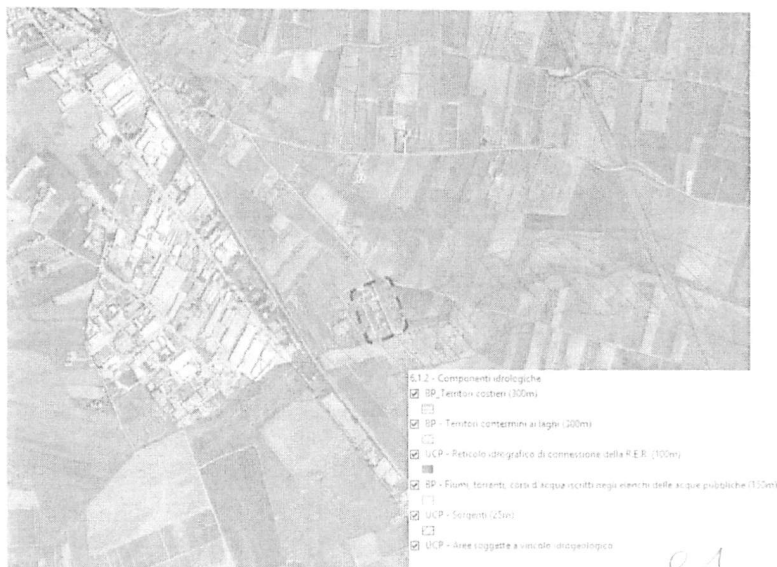 6.1.2 - Componenti idrologiche
BP_Territori costieri (300m)
BP - Territori contermini ai laghi (300m)
UCP - Reticolo idrografico di connessione della R.E.R. (100m)
BP - Fiumi, torrenti, corsi d'acqua iscritti negli elenchi delle acque pubbliche (150m)
UCP - Sorgenti (25m)
UCP - Aree soggette a vincolo idrogeologico